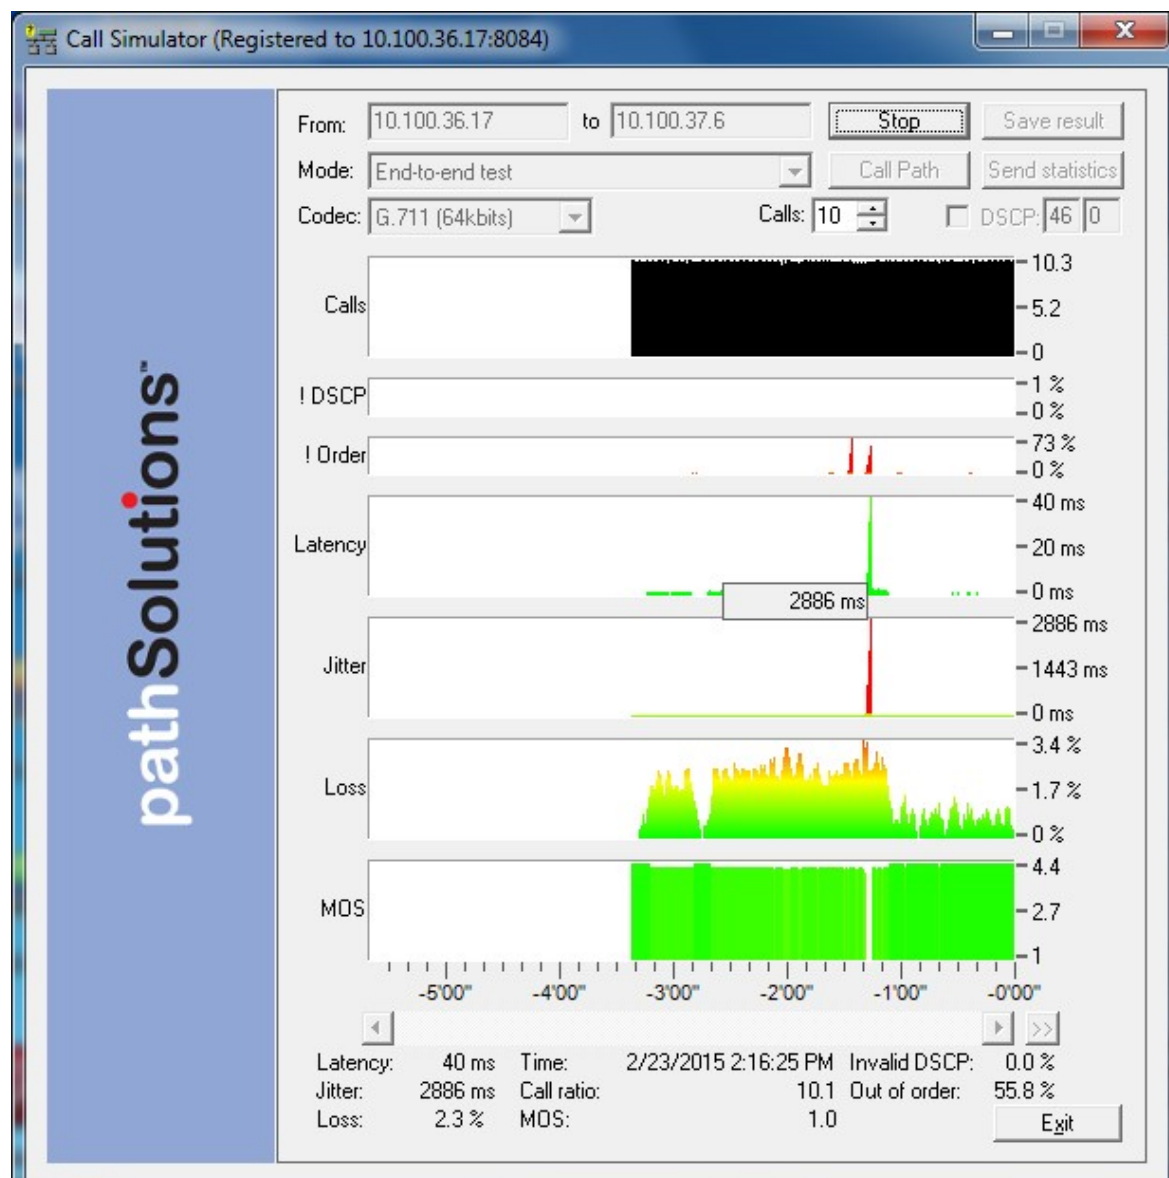 Call Simulator (Registered to 10.100.36.17:8084)
pathSolutions™
From: 10.100.36.17 to 10.100.37.6 Stop Save result
Mode: End-to-end test Call Path Send statistics
Codec: G.711 (64kbits) Calls: 10 DSCP: 46 0
Calls
10.3
5.2
0
! DSCP
1 %
0 %
! Order
73 %
0 %
Latency
40 ms
20 ms
0 ms
2886 ms
Jitter
2886 ms
1443 ms
0 ms
Loss
3.4 %
1.7 %
0 %
MOS
4.4
2.7
1
-5'00" -4'00" -3'00" -2'00" -1'00" -0'00"
>>
Latency: 40 ms Time: 2/23/2015 2:16:25 PM Invalid DSCP: 0.0 %
Jitter: 2886 ms Call ratio: 10.1 Out of order: 55.8 %
Loss: 2.3 % MOS: 1.0
Exit